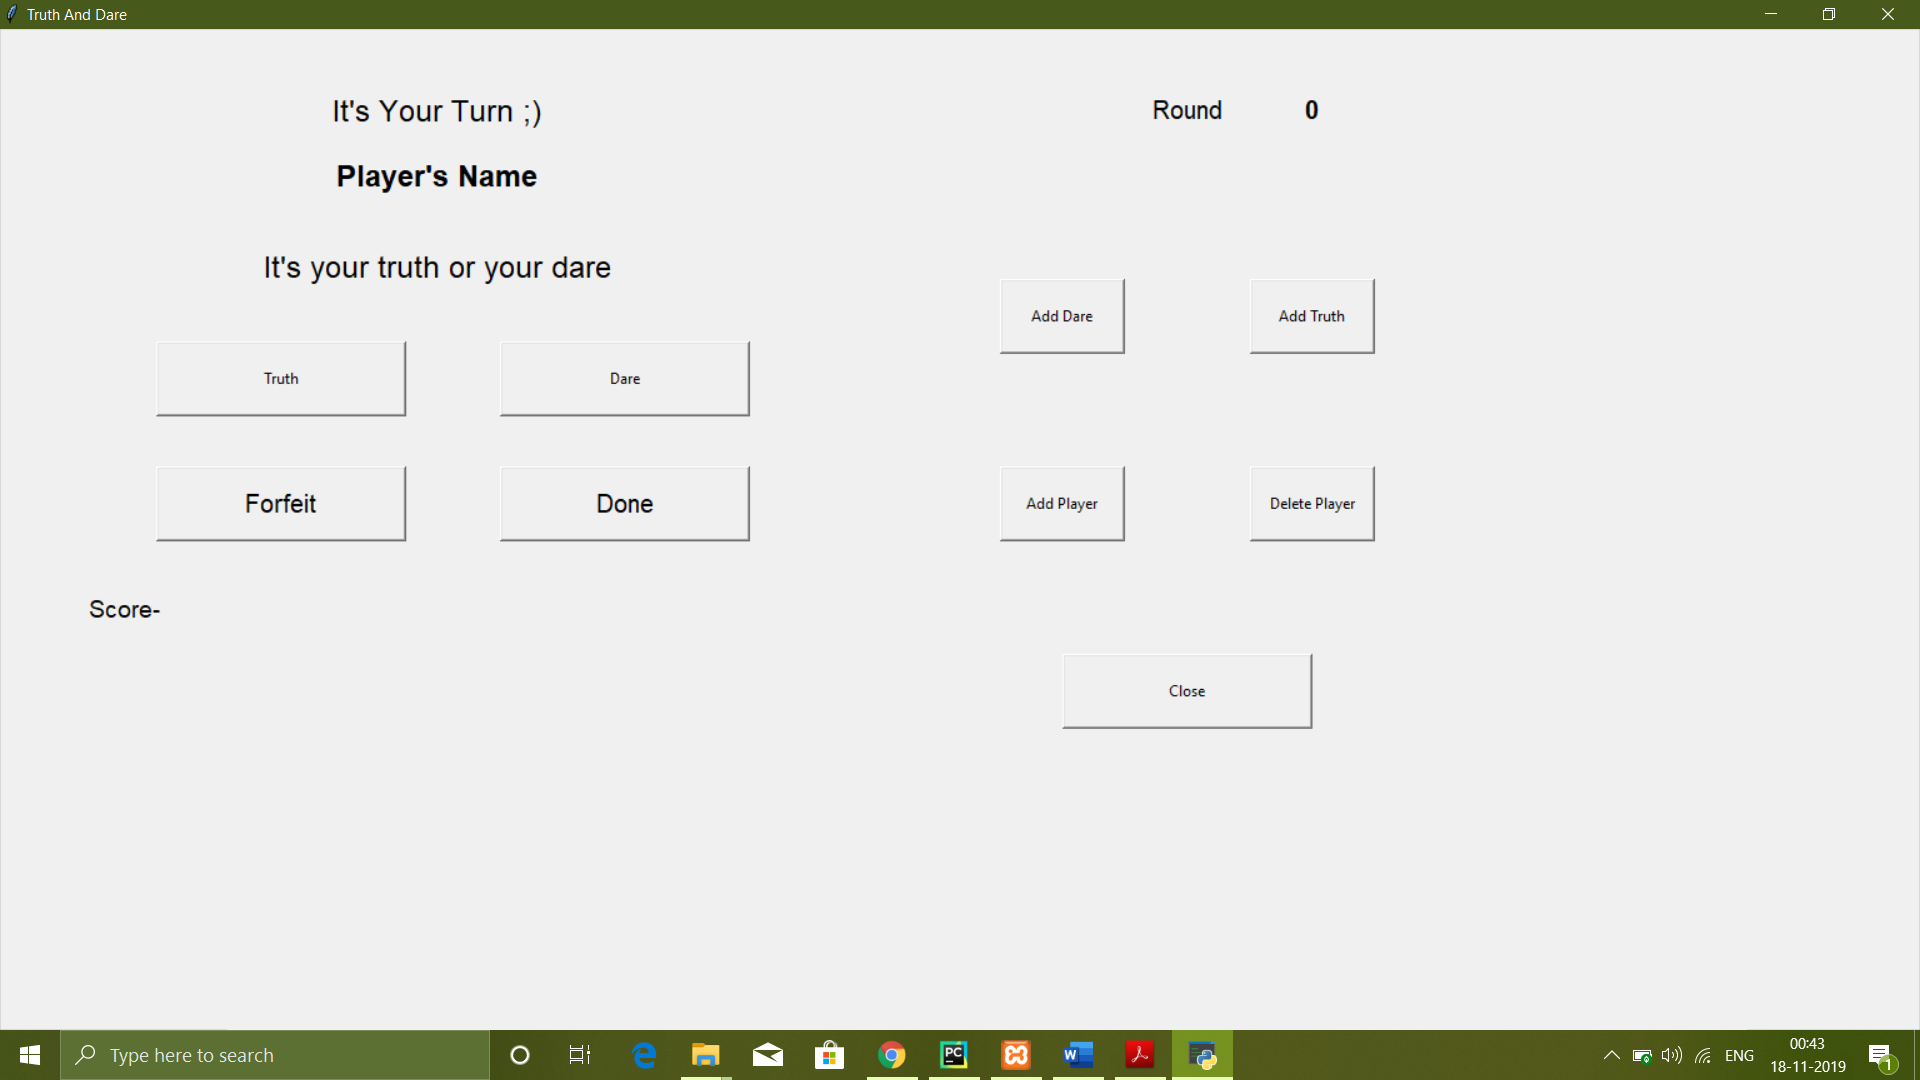 Truth And Dare
It's Your Turn ;)
Round 0
Player's Name
It's your truth or your dare
Add Dare Add Truth
Truth Dare
Forfeit Done
Add Player Delete Player
Score-
Close
Type here to search
PC
W
ENG
00:43
18-11-2019
1